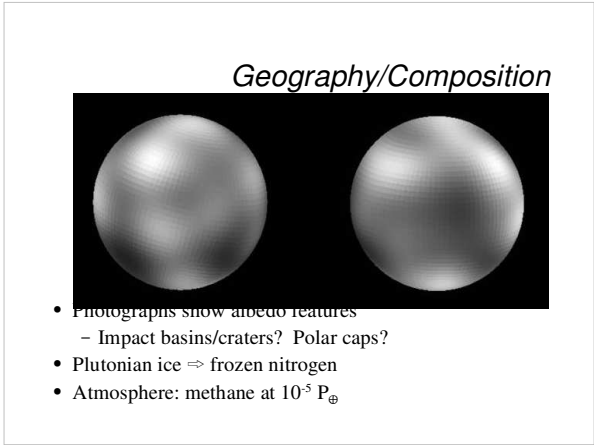 Geography/Composition
• Photographs show albedo features
– Impact basins/craters? Polar caps?
• Plutonian ice ⇨ frozen nitrogen
• Atmosphere: methane at 10⁻⁵ P⊕